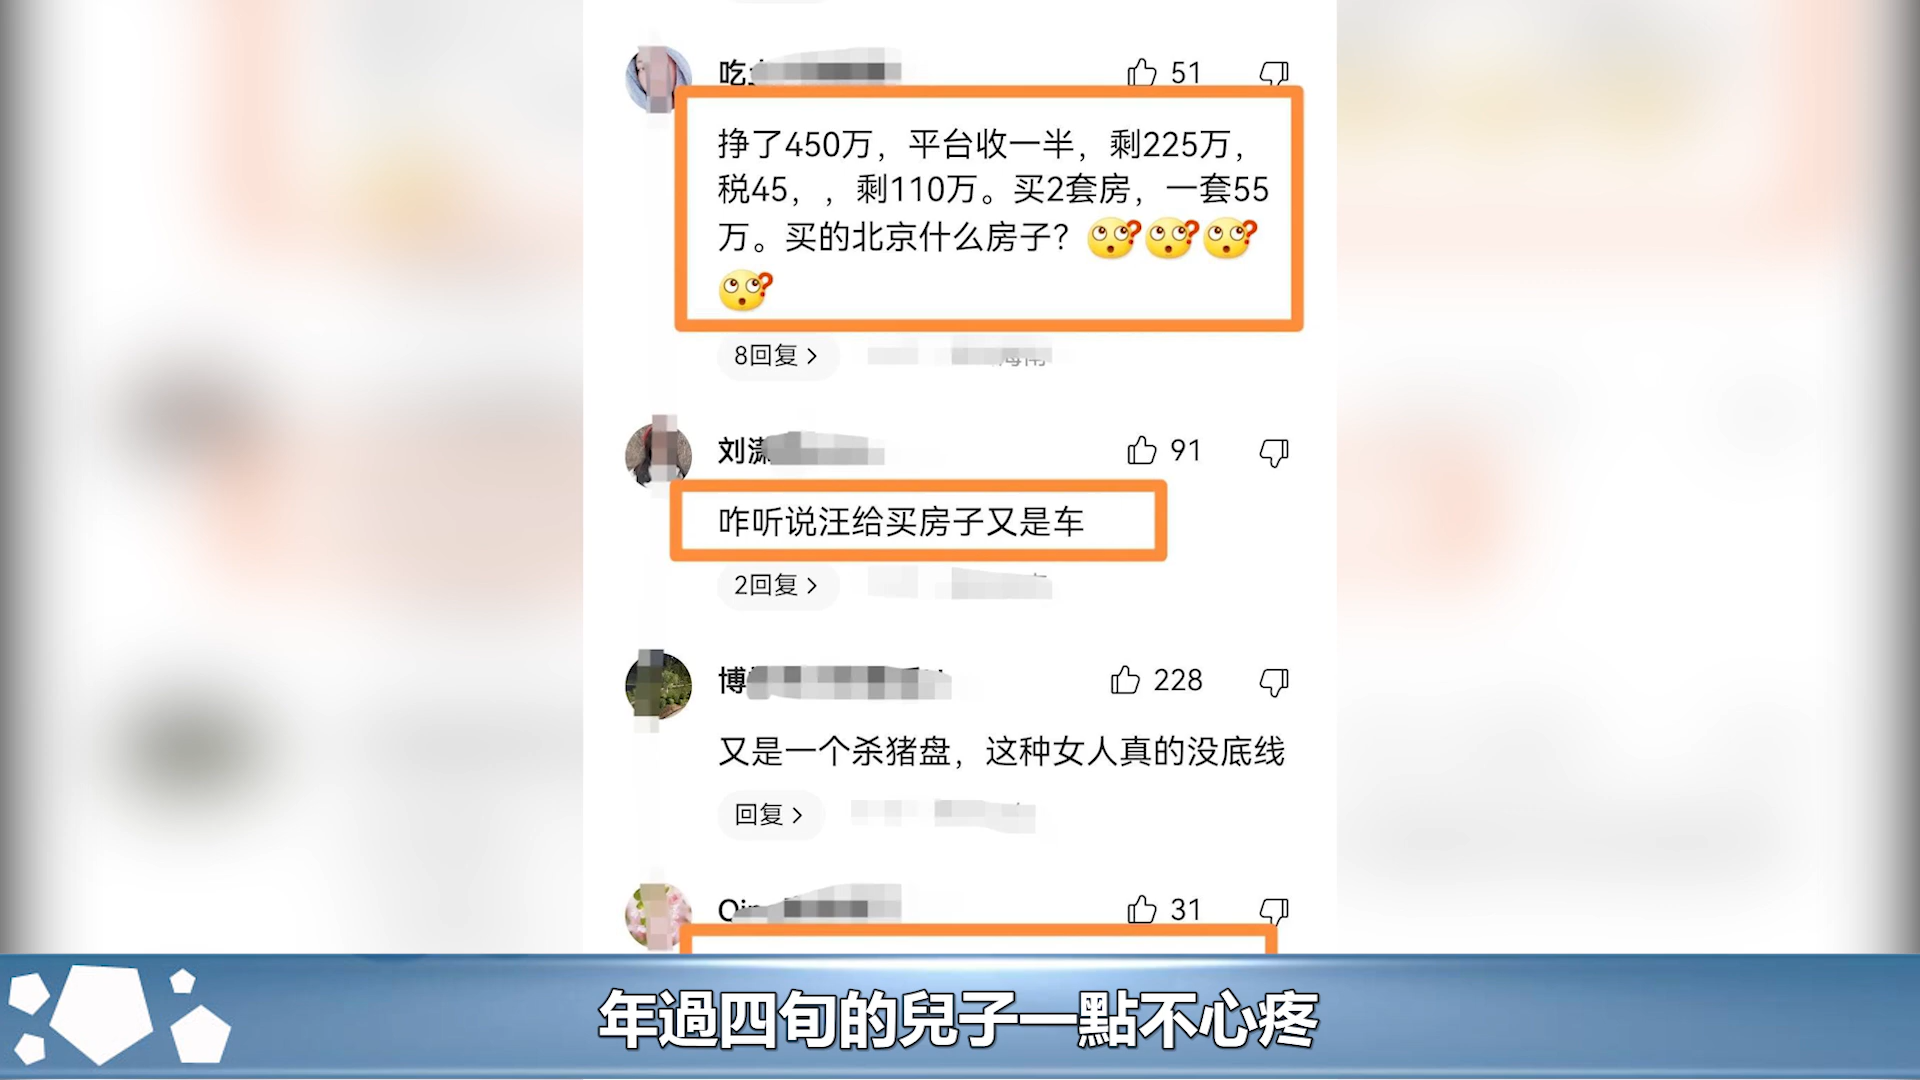 吃
51
挣了450万，平台收一半，剩225万，
税45，，剩110万。买2套房，一套55
万。买的北京什么房子？
8回复 >
刘潇
91
咋听说汪给买房子又是车
2回复 >
博
228
又是一个杀猪盘，这种女人真的没底线
回复 >
31
年過四旬的兒子一點不心疼